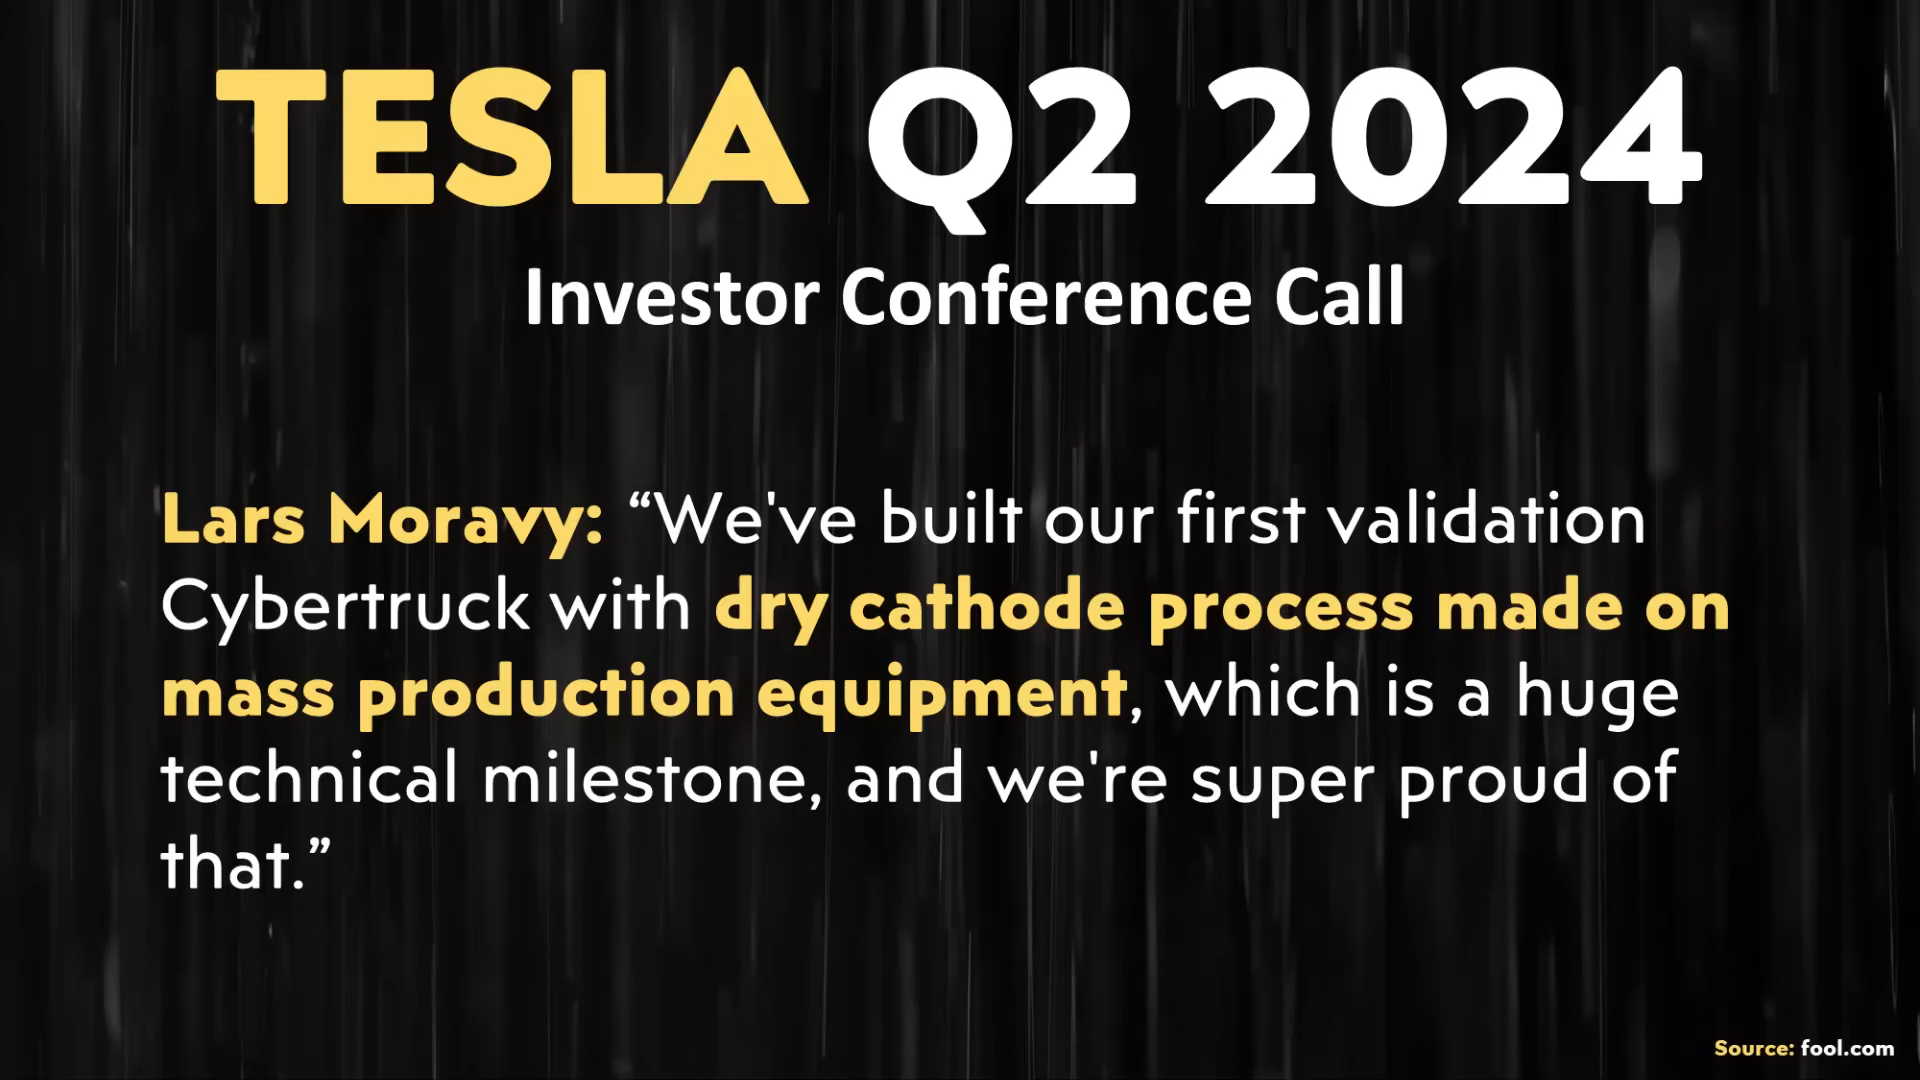 TESLA Q2 2024
Investor Conference Call
Lars Moravy: “We've built our first validation
Cybertruck with dry cathode process made on
mass production equipment, which is a huge
technical milestone, and we're super proud of
that.”
Source: fool.com